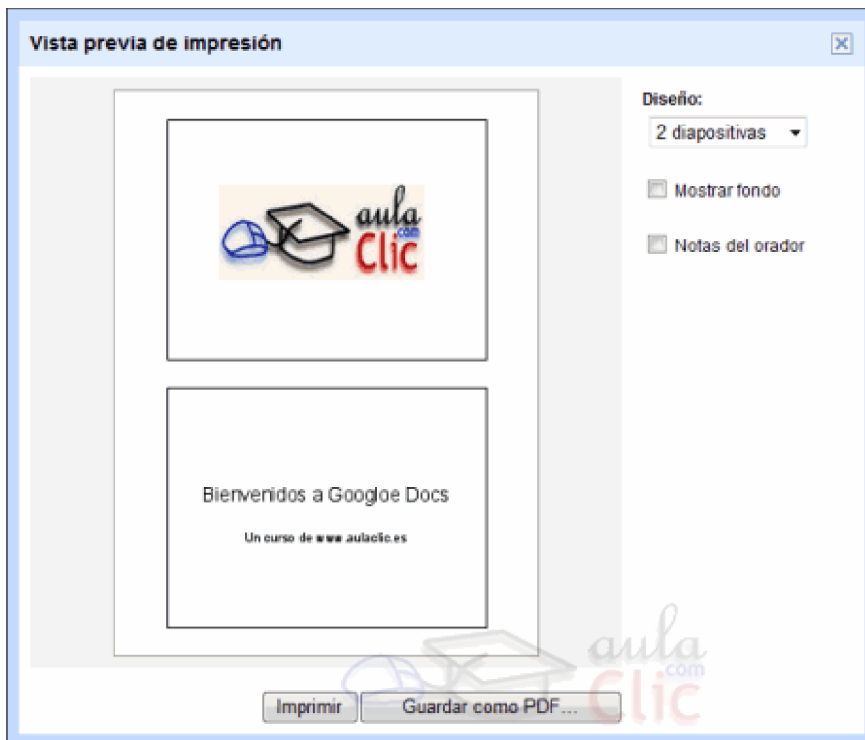 Vista previa de impresión
Diseño:
2 diapositivas
Mostrar fondo
Notas del orador
aula
com
Clic
Bienvenidos a Googloe Docs
Un curso de www.aulaclic.es
aula
com
Clic
Imprimir
Guardar como PDF...